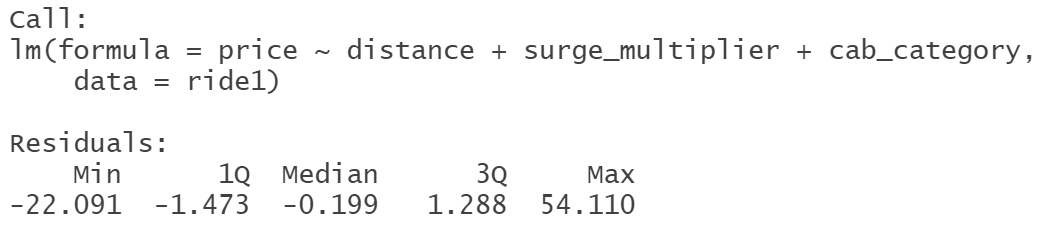 Call:
lm(formula = price ~ distance + surge_multiplier + cab_category,
    data = ride1)
Residuals:
    Min      1Q  Median      3Q     Max
-22.091  -1.473  -0.199   1.288  54.110